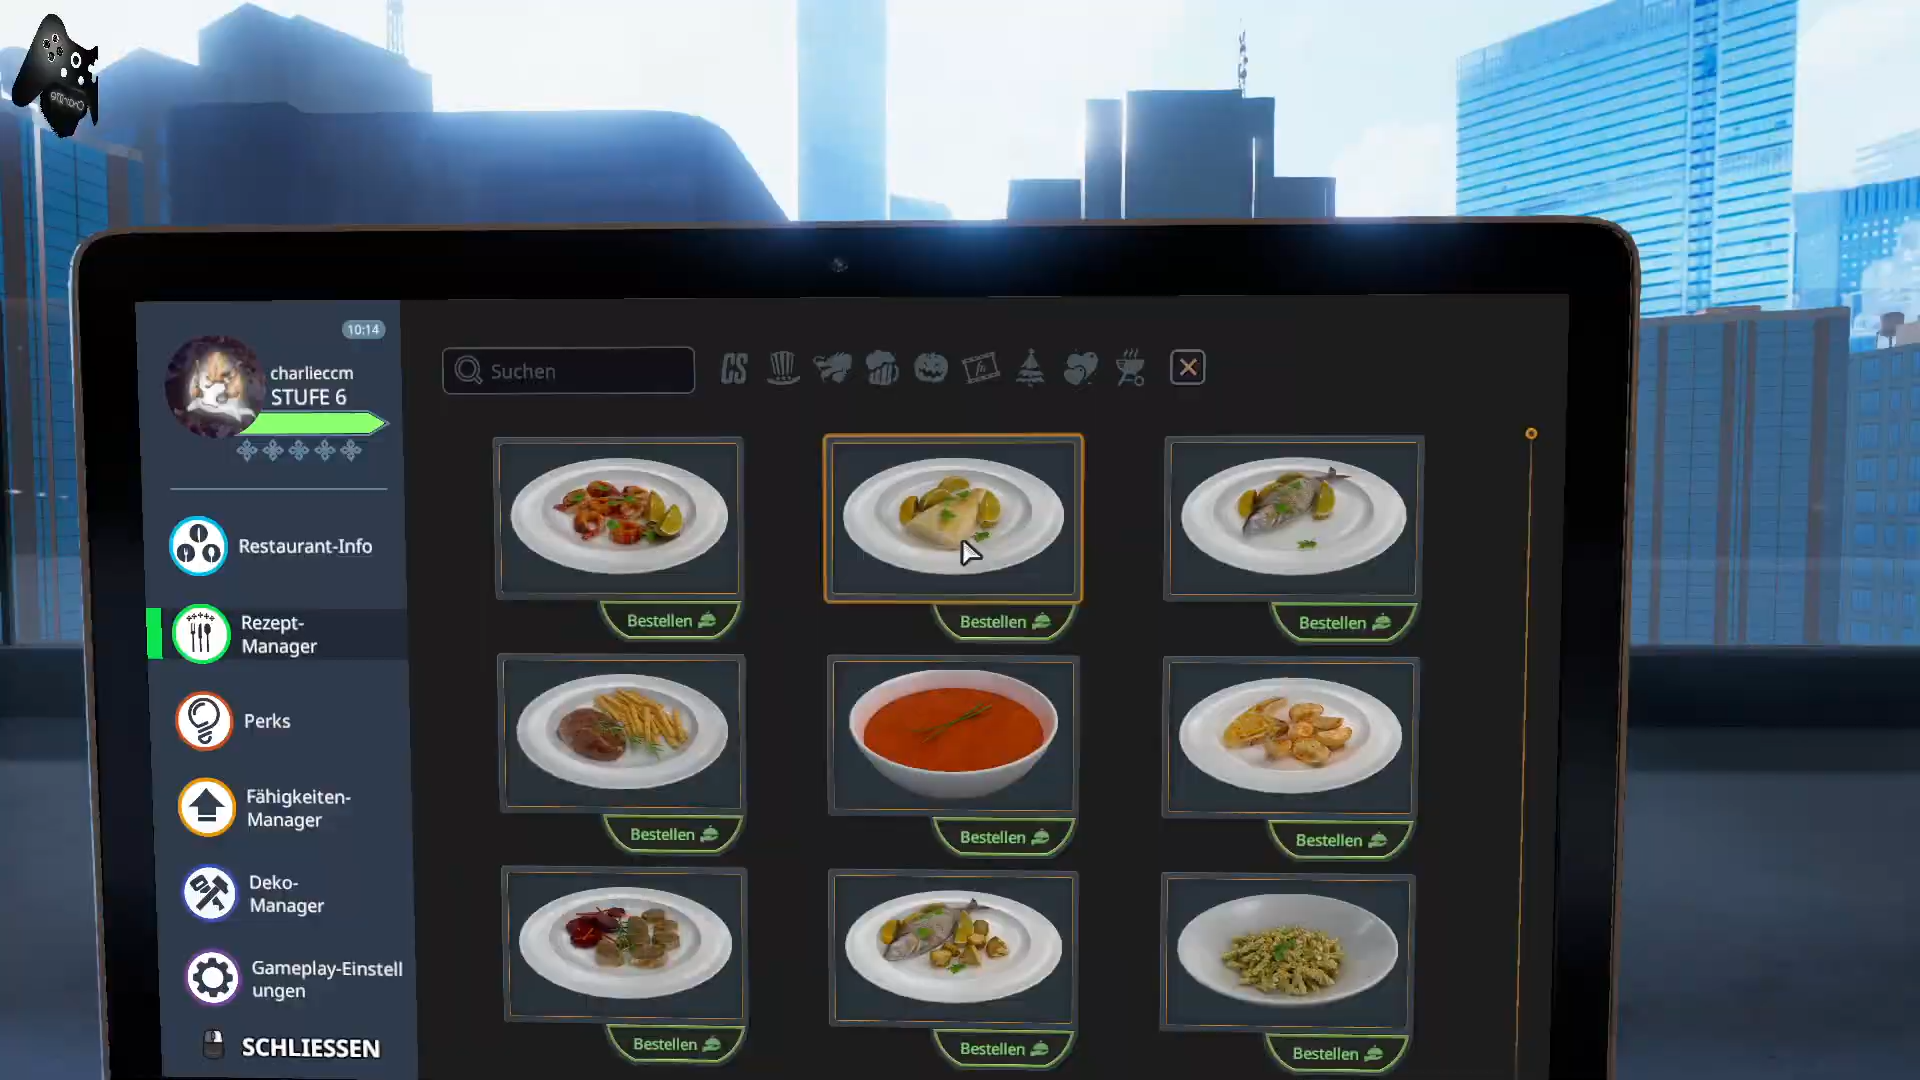 10:14
charlieccm
STUFE 6
Suchen
CS
Restaurant-Info
Rezept-
Manager
Perks
Fähigkeiten-
Manager
Deko-
Manager
Gameplay-Einstell
ungen
SCHLIESSEN
Bestellen
Bestellen
Bestellen
Bestellen
Bestellen
Bestellen
Bestellen
Bestellen
Bestellen